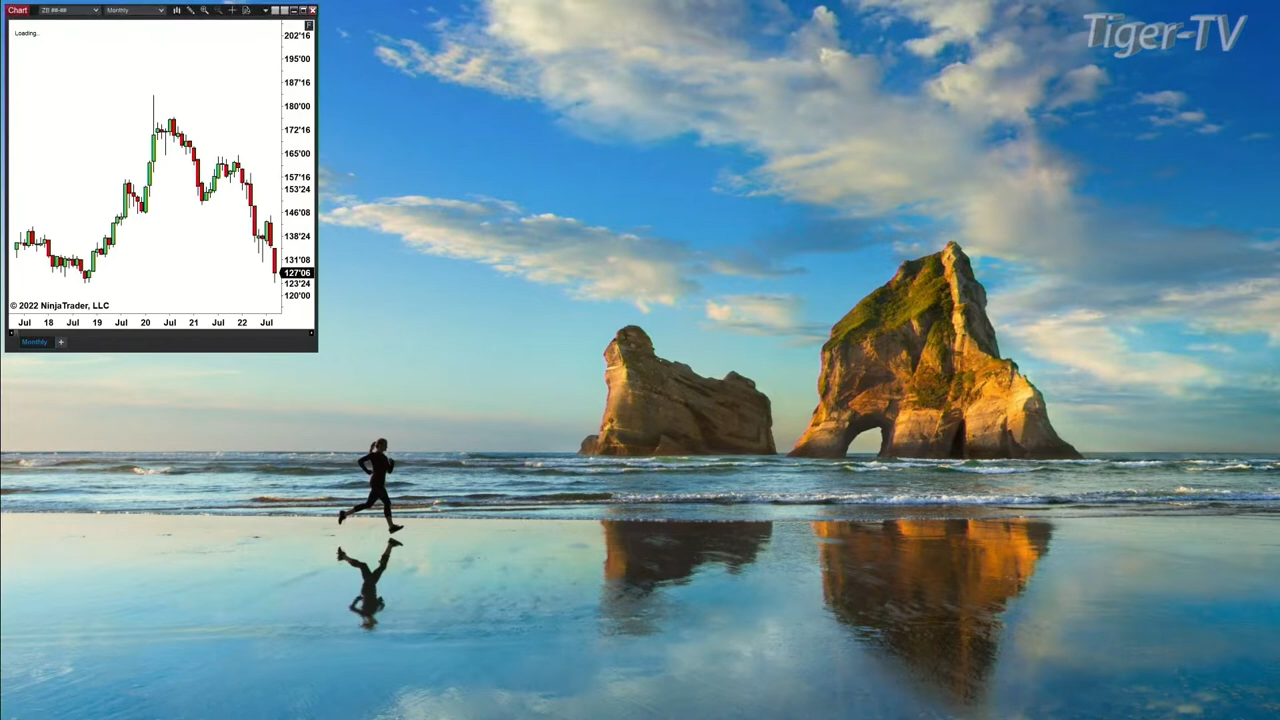 Chart
ZB ##-##
Monthly
Tiger-TV
F
Loading...
202'16
195'00
187'16
180'00
172'16
165'00
157'16
153'24
146'08
138'24
131'08
127'06
123'24
120'00
© 2022 NinjaTrader, LLC
Jul 18 Jul 19 Jul 20 Jul 21 Jul 22 Jul
Monthly +